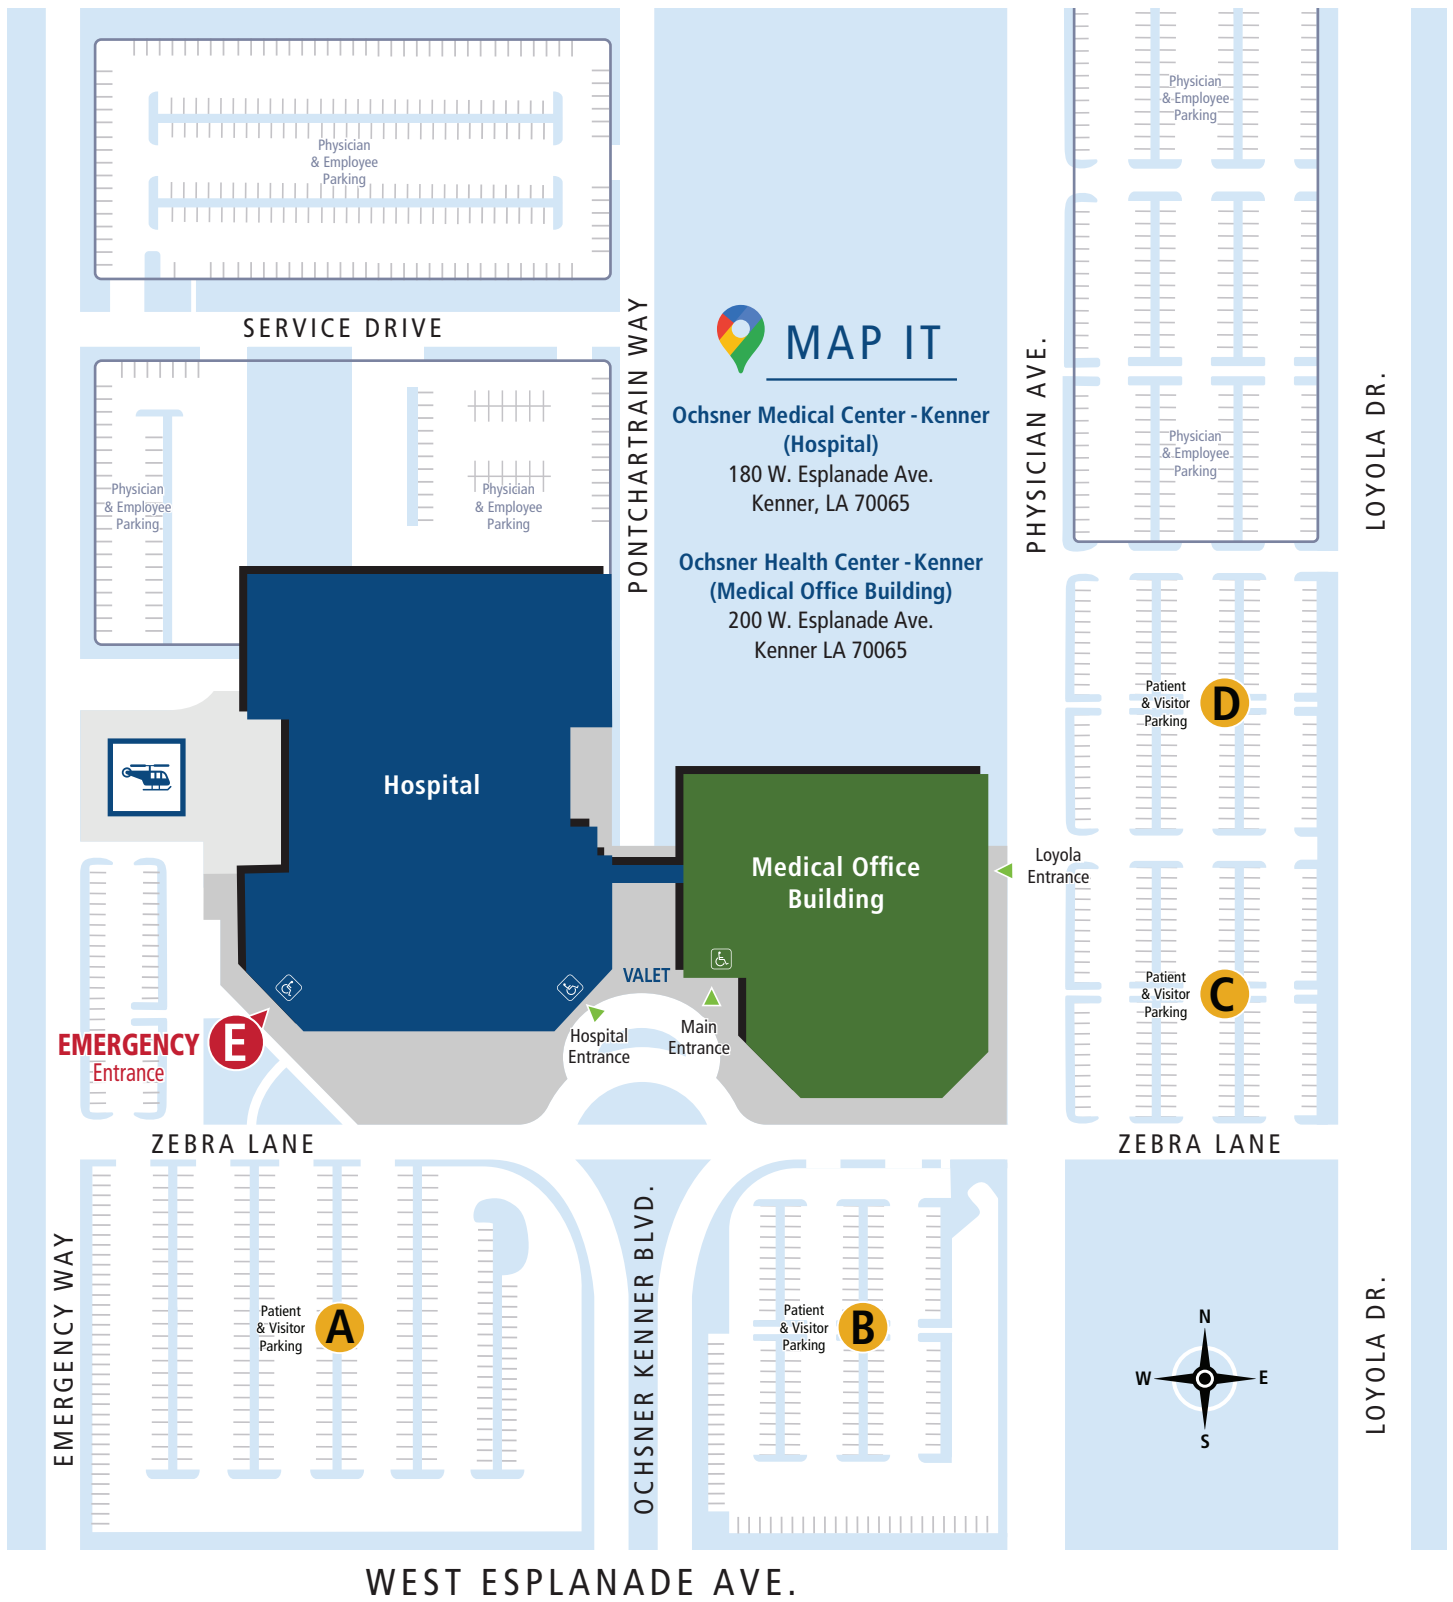 Physician
& Employee
Parking
Physician
& Employee
Parking
SERVICE DRIVE
PONTCHARTRAIN WAY
MAP IT
Ochsner Medical Center - Kenner
(Hospital)
180 W. Esplanade Ave.
Kenner, LA 70065
Ochsner Health Center - Kenner
(Medical Office Building)
200 W. Esplanade Ave.
Kenner LA 70065
PHYSICIAN AVE.
LOYOLA DR.
Physician
& Employee
Parking
Physician
& Employee
Parking
Physician
& Employee
Parking
Patient
& Visitor
Parking
D
Hospital
Medical Office
Building
Loyola
Entrance
VALET
Patient
& Visitor
Parking
C
EMERGENCY
Entrance
E
Hospital
Entrance
Main
Entrance
ZEBRA LANE
ZEBRA LANE
EMERGENCY WAY
Patient
& Visitor
Parking
A
OCHSNER KENNER BLVD.
Patient
& Visitor
Parking
B
N
W
E
S
LOYOLA DR.
WEST ESPLANADE AVE.